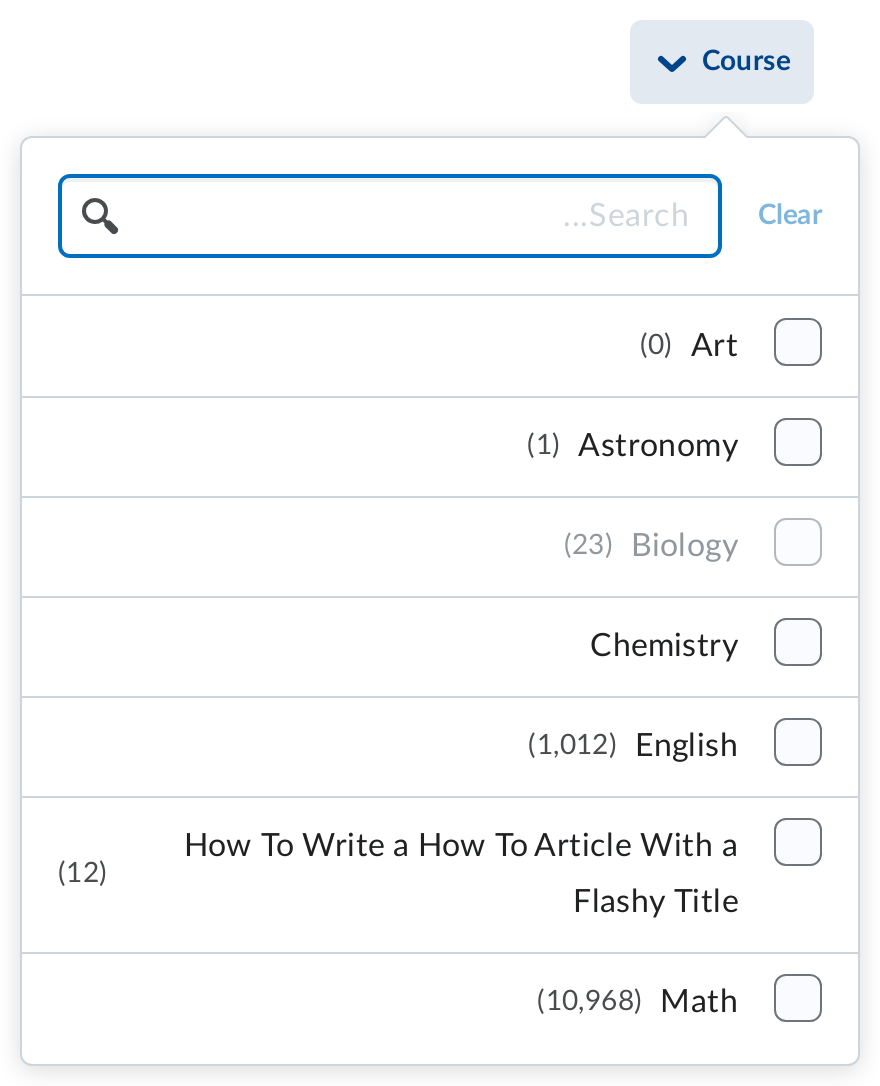 Course
...Search
Clear
Art (0)
Astronomy (1)
Biology (23)
Chemistry
English (1,012)
How To Write a How To Article With a
Flashy Title
(12)
Math (10,968)